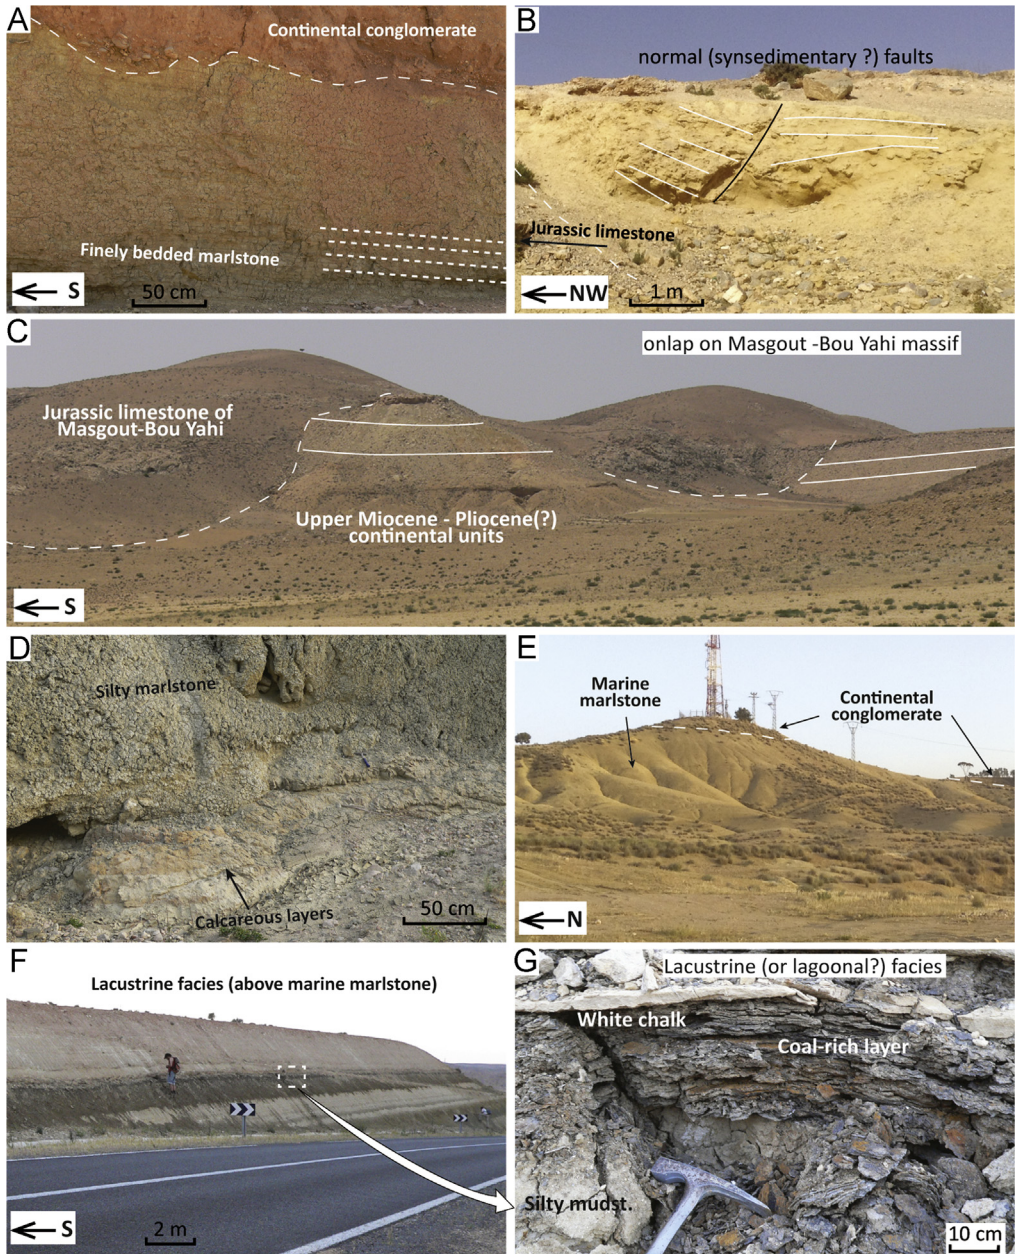 A
Continental conglomerate
Finely bedded marlstone
S
50 cm
B
normal (synsedimentary ?) faults
Jurassic limestone
NW
1 m
C
onlap on Masgout -Bou Yahi massif
Jurassic limestone of
Masgout-Bou Yahi
Upper Miocene - Pliocene(?)
continental units
S
D
Silty marlstone
Calcareous layers
50 cm
E
Marine
marlstone
Continental
conglomerate
N
F
Lacustrine facies (above marine marlstone)
S
2 m
G
Lacustrine (or lagoonal?) facies
White chalk
Coal-rich layer
Silty mudst.
10 cm